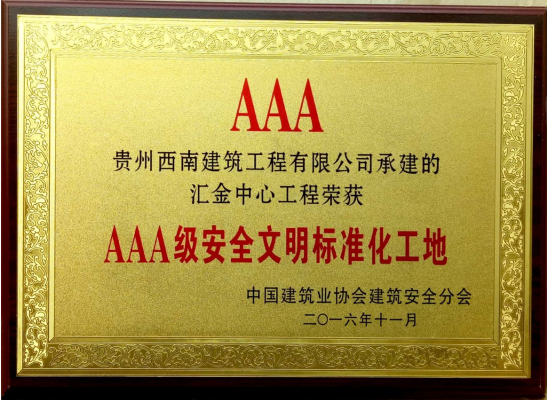 AAA
贵州西南建筑工程有限公司承建的
汇金中心工程荣获
AAA级安全文明标准化工地
中国建筑业协会建筑安全分会
二〇一六年十一月